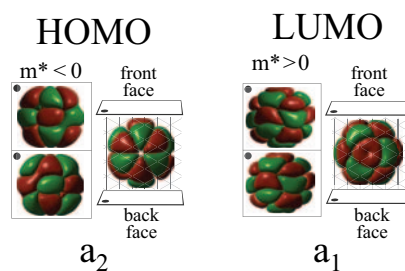 HOMO
m* < 0
front
face
back
face
a2
LUMO
m* >0
front
face
back
face
a1